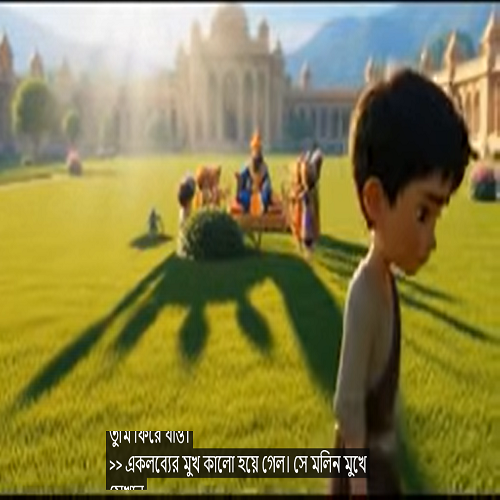 তুমি ফিরে যাও।
>> একলব্যের মুখ কালো হয়ে গেল। সে মলিন মুখে